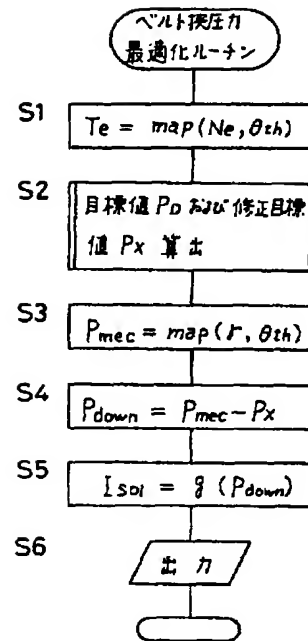 ベルト挟圧力
最適化ルーチン
S1
Te = map(Ne, θth)
S2
目標値 PD および修正目標
値 Px 算出
S3
Pmec = map(r, θth)
S4
Pdown = Pmec - Px
S5
Isol = g (Pdown)
S6
出力